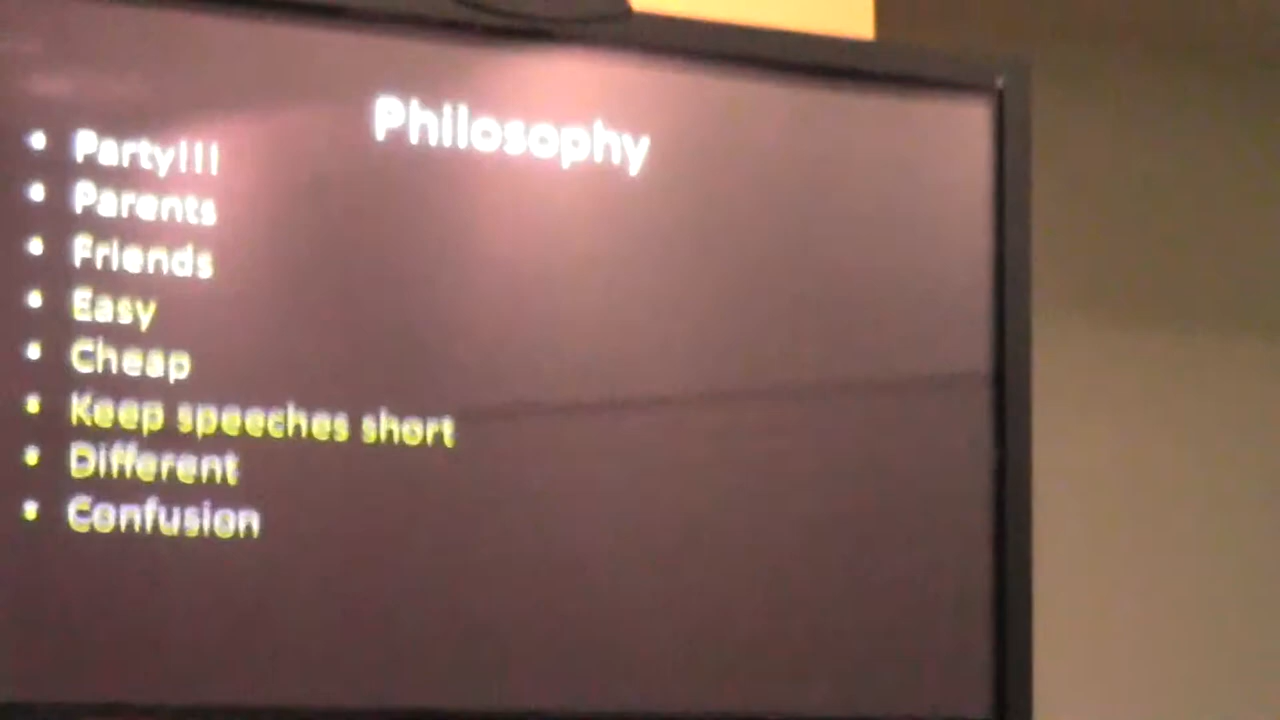 Philosophy
• Party!!!
• Parents
• Friends
• Easy
• Cheap
• Keep speeches short
• Different
• Confusion